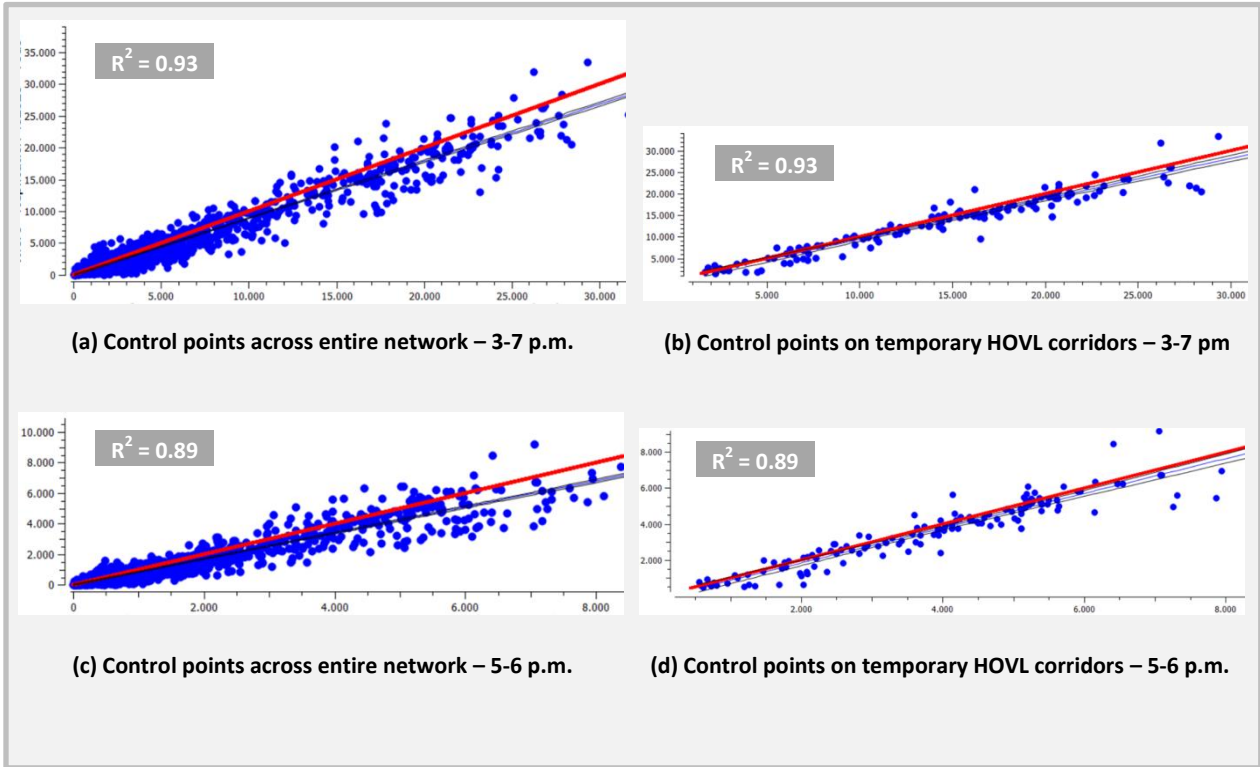 35.000
30.000
25.000
20.000
15.000
10.000
5.000
0
R² = 0.93
0 5.000 10.000 15.000 20.000 25.000 30.000
(a) Control points across entire network – 3-7 p.m.
30.000
25.000
20.000
15.000
10.000
5.000
R² = 0.93
5.000 10.000 15.000 20.000 25.000 30.000
(b) Control points on temporary HOVL corridors – 3-7 pm
10.000
8.000
6.000
4.000
2.000
0
R² = 0.89
0 2.000 4.000 6.000 8.000
(c) Control points across entire network – 5-6 p.m.
8.000
6.000
4.000
2.000
R² = 0.89
2.000 4.000 6.000 8.000
(d) Control points on temporary HOVL corridors – 5-6 p.m.